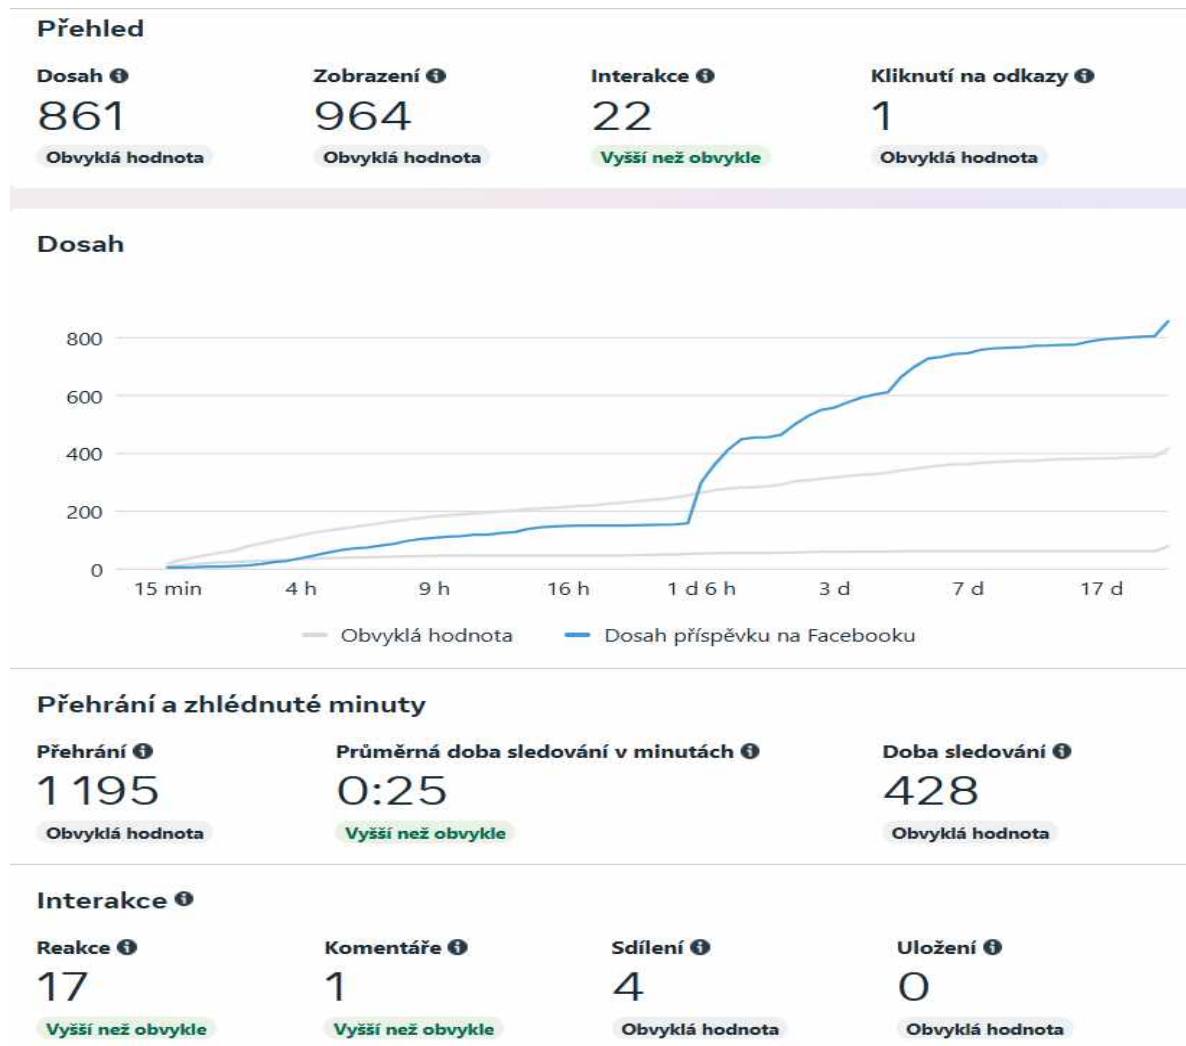 Přehled
Dosah Zobrazení Interakce Kliknutí na odkazy
861 964 22 1
Obvyklá hodnota Obvyklá hodnota Vyšší než obvykle Obvyklá hodnota
Dosah
800
600
400
200
0
15 min 4 h 9 h 16 h 1 d 6 h 3 d 7 d 17 d
Obvyklá hodnota Dosah příspěvku na Facebooku
Přehrání a zhlédnuté minuty
Přehrání Průměrná doba sledování v minutách Doba sledování
1 195 0:25 428
Obvyklá hodnota Vyšší než obvykle Obvyklá hodnota
Interakce
Reakce Komentáře Sdílení Uložení
17 1 4 0
Vyšší než obvykle Vyšší než obvykle Obvyklá hodnota Obvyklá hodnota